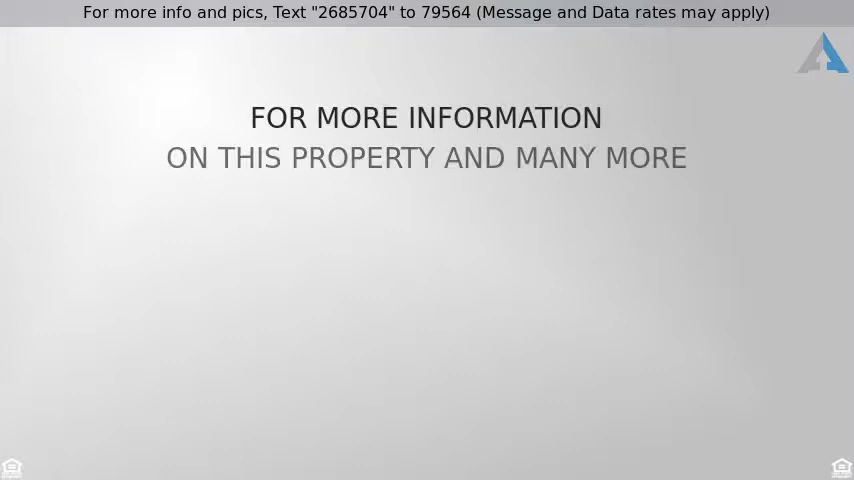 For more info and pics, Text "2685704" to 79564 (Message and Data rates may apply)
FOR MORE INFORMATION
ON THIS PROPERTY AND MANY MORE